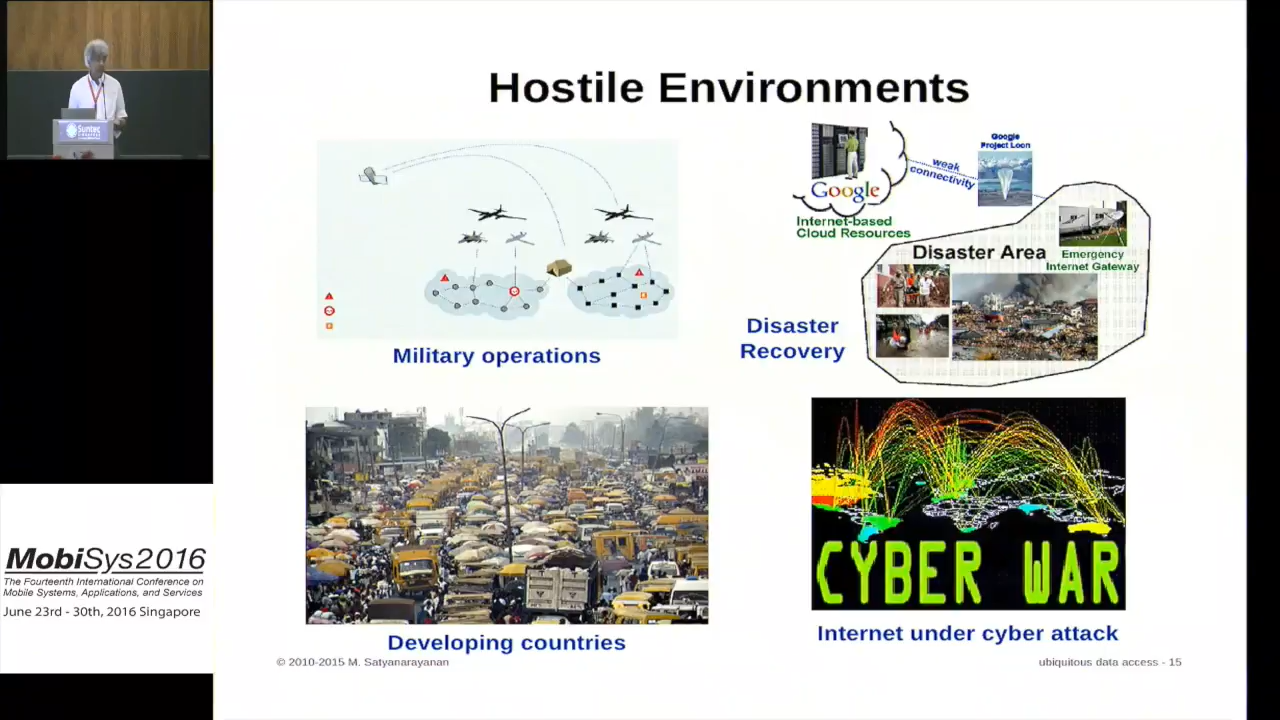 Suntec
Hostile Environments
Google
Project Loon
weak
connectivity
Google
Internet-based
Cloud Resources
Disaster Area
Emergency
Internet Gateway
Disaster
Recovery
Military operations
CYBER WAR
Developing countries
Internet under cyber attack
© 2010-2015 M. Satyanarayanan
ubiquitous data access - 15
MobiSys2016
The Fourteenth International Conference on
Mobile Systems, Applications, and Services
June 23rd - 30th, 2016 Singapore